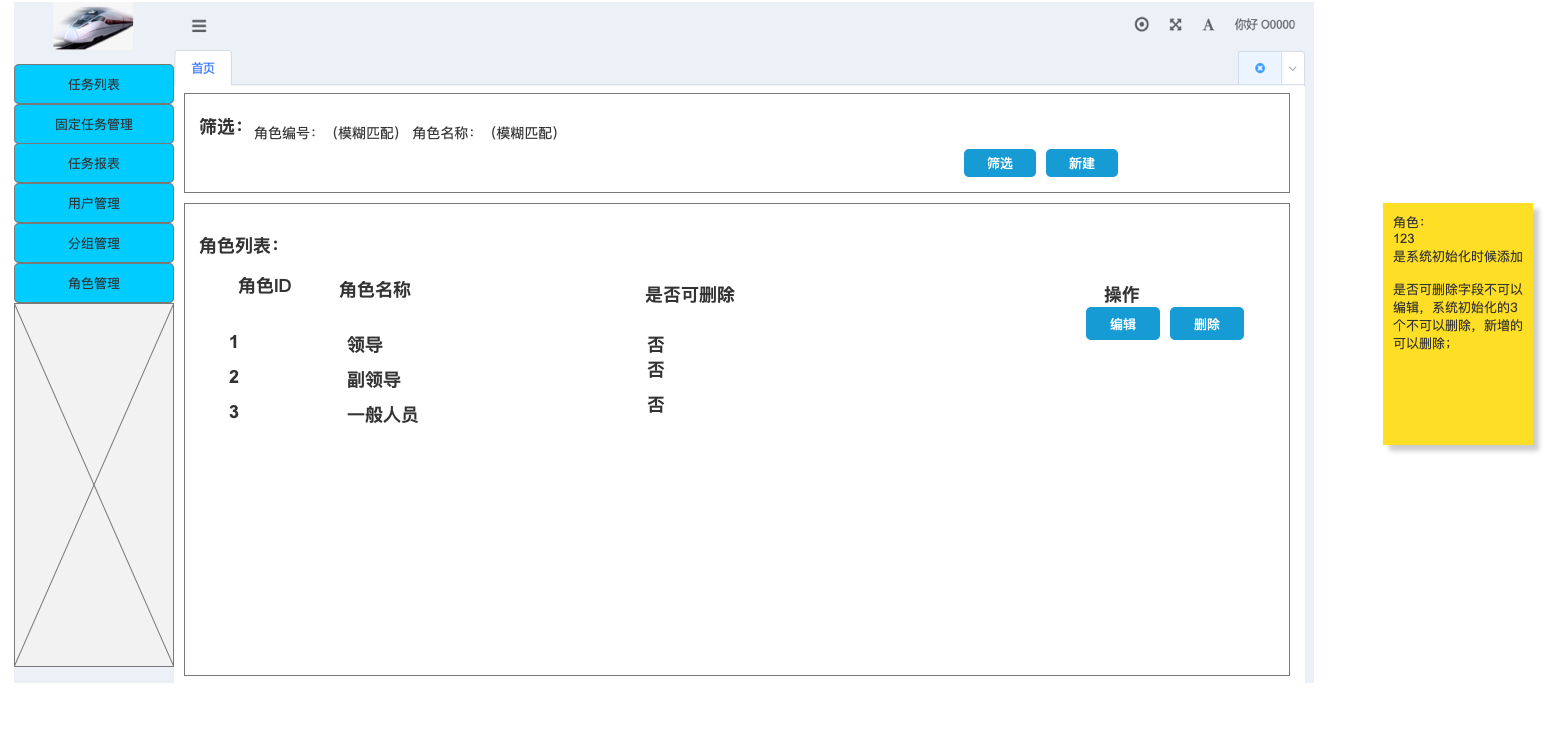 你好 O0000
首页
任务列表
固定任务管理
任务报表
用户管理
分组管理
角色管理
筛选：
角色编号：（模糊匹配） 角色名称：（模糊匹配）
筛选
新建
角色列表：
角色ID
角色名称
是否可删除
操作
编辑
删除
1
领导
否
2
副领导
否
3
一般人员
否
角色：
123
是系统初始化时候添加
是否可删除字段不可以
编辑，系统初始化的3
个不可以删除，新增的
可以删除；